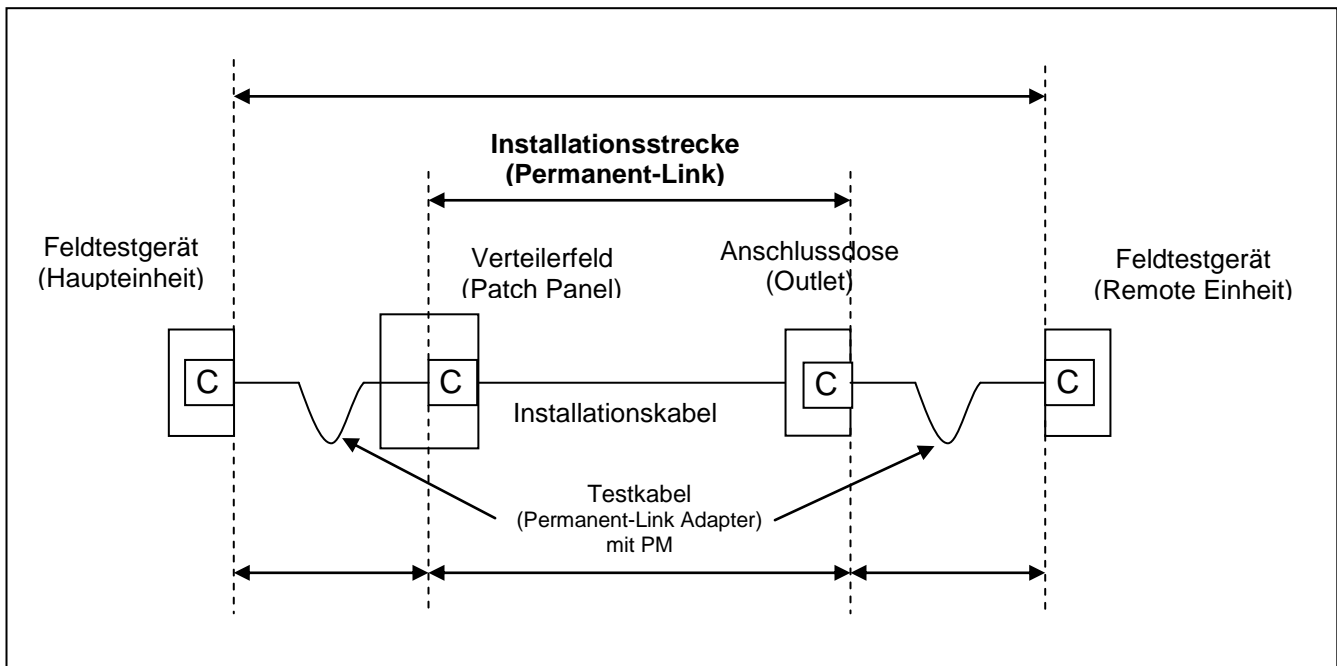 Installationsstrecke
(Permanent-Link)
Feldtestgerät
(Haupteinheit)
Verteilerfeld
(Patch Panel)
Anschlussdose
(Outlet)
Feldtestgerät
(Remote Einheit)
C
C
C
C
Installationskabel
Testkabel
(Permanent-Link Adapter)
mit PM